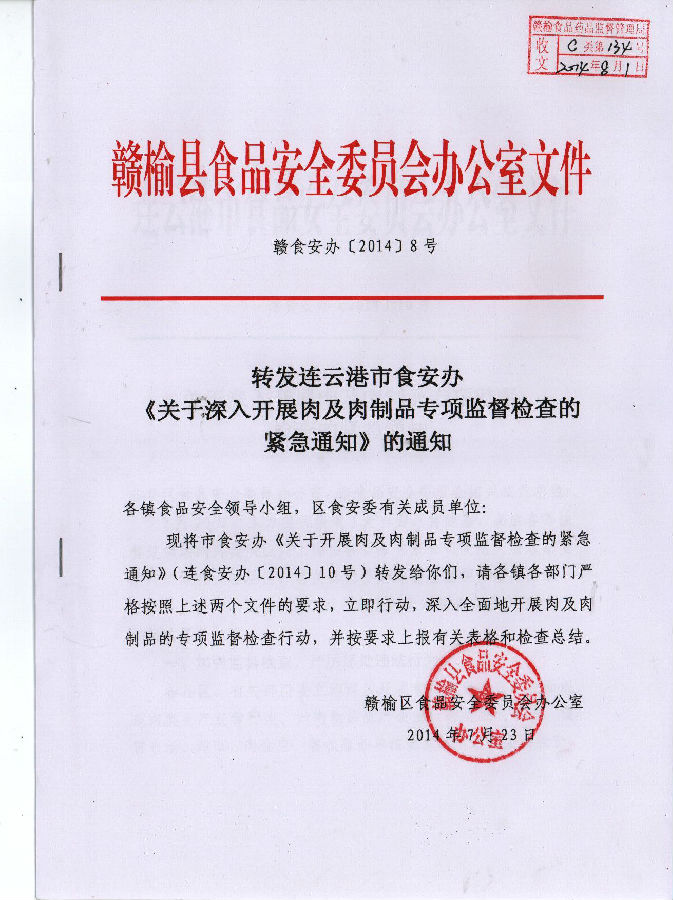 赣榆食品药品监督管理局
收文 C类第134号
2014年8月1日
赣榆县食品安全委员会办公室文件
赣食安办〔2014〕8号
转发连云港市食安办
《关于深入开展肉及肉制品专项监督检查的
紧急通知》的通知
各镇食品安全领导小组，区食安委有关成员单位：
现将市食安办《关于开展肉及肉制品专项监督检查的紧急
通知》（连食安办〔2014〕10号）转发给你们，请各镇各部门严
格按照上述两个文件的要求，立即行动，深入全面地开展肉及肉
制品的专项监督检查行动，并按要求上报有关表格和检查总结。
赣榆区食品安全委员会办公室
2014年7月23日
赣榆县食品安全委员会
办公室